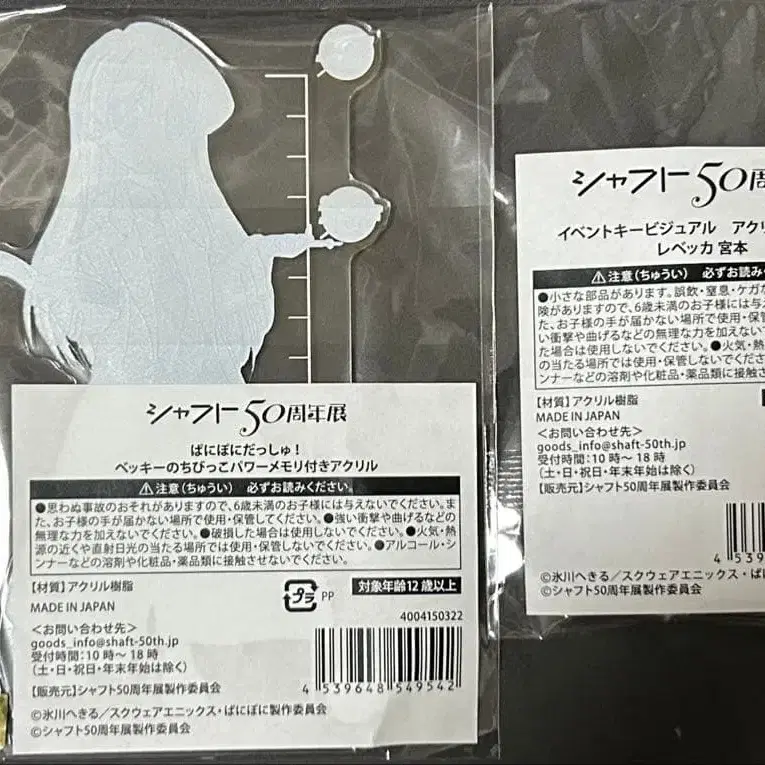 シャフト50周年展
ぱにぽにだっしゅ！
ベッキーのちびっこパワーメモリ付きアクリル
⚠注意（ちゅうい）　必ずお読みください。
●思わぬ事故のおそれがありますので、6歳未満のお子様には与えないでください。ま
た、お子様の手が届かない場所で使用・保管してください。●強い衝撃や曲げるなどの
無理な力を加えないでください。●破損した場合は使用しないでください。●火気・熱
源の近くや直射日光の当たる場所では使用・保管しないでください。●アルコール・シ
ンナーなどの溶剤や化粧品・薬品類に接触させないでください。
【材質】アクリル樹脂
MADE IN JAPAN
プラ PP
対象年齢12歳以上
4004150322
＜お問い合わせ先＞
goods_info@shaft-50th.jp
受付時間：10時～18時
（土・日・祝日・年末年始は除く）
【販売元】シャフト50周年展製作委員会
4 539648 549542
©氷川へきる／スクウェアエニックス・ぱにぽに製作委員会
©シャフト50周年展製作委員会
シャフト50周
イベントキービジュアル　アクリ
レベッカ 宮本
⚠注意（ちゅうい）　必ずお読み
●小さな部品があります。誤飲・窒息・ケガな
険がありますので、6歳未満のお子様には与え
た、お子様の手が届かない場所で使用・保管
い衝撃や曲げるなどの無理な力を加えない
た場合は使用しないでください。●火気・熱
の当たる場所では使用・保管しないでくださ
ンナーなどの溶剤や化粧品・薬品類に接触さ
【材質】アクリル樹脂
MADE IN JAPAN
＜お問い合わせ先＞
goods_info@shaft-50th.jp
受付時間：10時～18時
（土・日・祝日・年末年始は除く）
【販売元】シャフト50周年展製作委員会
4 539
©氷川へきる／スクウェアエニックス・ぱに
©シャフト50周年展製作委員会